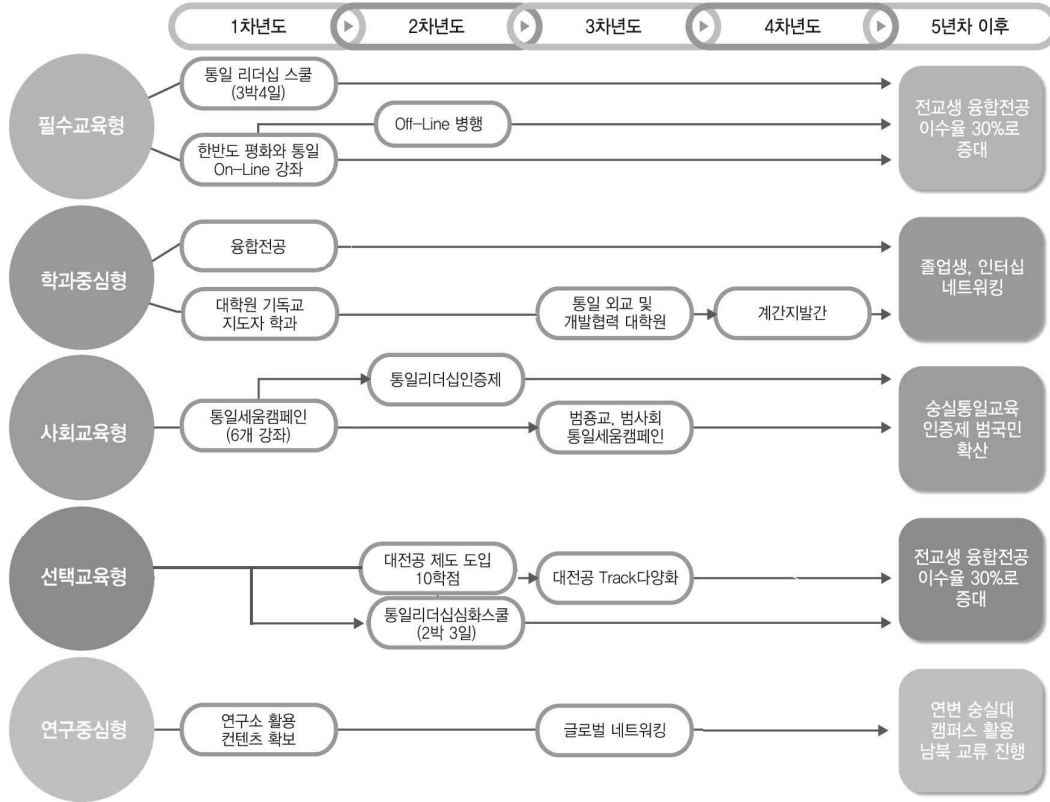 1차년도
2차년도
3차년도
4차년도
5년차 이후
필수교육형
통일 리더십 스쿨
(3박4일)
한반도 평화와 통일
On-Line 강좌
Off-Line 병행
전교생 융합전공
이수율 30%로
증대
학과중심형
융합전공
대학원 기독교
지도자 학과
통일 외교 및
개발협력 대학원
계간지발간
졸업생, 인터십
네트워킹
사회교육형
통일세움캠페인
(6개 강좌)
통일리더십인증제
범죵교, 범사회
통일세움캠페인
숭실통일교육
인증제 범국민
확산
선택교육형
대전공 제도 도입
10학점
통일리더십심화스쿨
(2박 3일)
대전공 Track다양화
전교생 융합전공
이수율 30%로
증대
연구중심형
연구소 활용
컨텐츠 확보
글로벌 네트워킹
연변 숭실대
캠퍼스 활용
남북 교류 진행